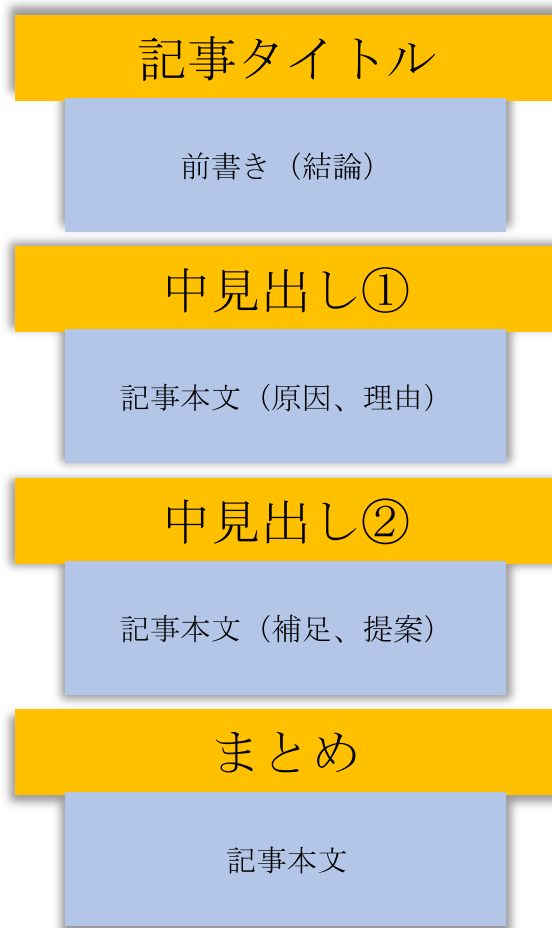 記事タイトル
前書き（結論）
中見出し①
記事本文（原因、理由）
中見出し②
記事本文（補足、提案）
まとめ
記事本文